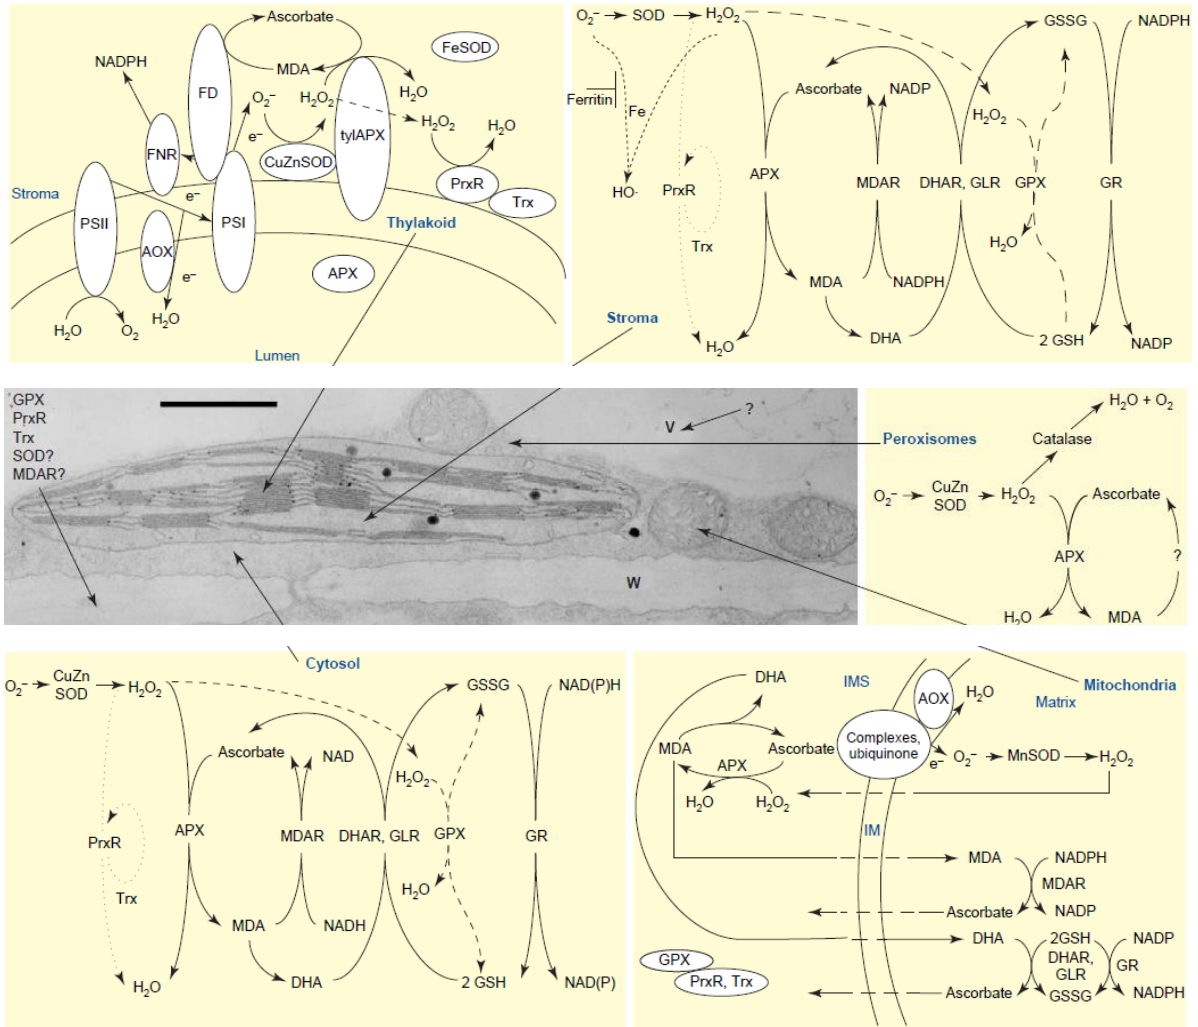 Ascorbate
FeSOD
NADPH
MDA
FD
O₂⁻
H₂O₂
H₂O
tylAPX
H₂O₂
H₂O
e⁻
FNR
CuZnSOD
PrxR
Trx
Stroma
e⁻
PSII
PSI
Thylakoid
AOX
e⁻
APX
H₂O
O₂
H₂O
Lumen
O₂⁻
SOD
H₂O₂
GSSG
NADPH
Ferritin
Fe
Ascorbate
NADP
H₂O₂
HO·
PrxR
APX
MDAR
DHAR, GLR
GPX
GR
Trx
H₂O
MDA
NADPH
Stroma
H₂O
DHA
2 GSH
NADP
GPX
PrxR
Trx
SOD?
MDAR?
V
?
W
Peroxisomes
H₂O + O₂
Catalase
O₂⁻
CuZn
SOD
H₂O₂
Ascorbate
APX
?
H₂O
MDA
Cytosol
O₂⁻
CuZn
SOD
H₂O₂
GSSG
NAD(P)H
Ascorbate
NAD
H₂O₂
PrxR
APX
MDAR
DHAR, GLR
GPX
GR
Trx
H₂O
MDA
NADH
H₂O
DHA
2 GSH
NAD(P)
DHA
IMS
AOX
H₂O
Mitochondria
Matrix
MDA
Ascorbate
Complexes,
ubiquinone
e⁻
O₂⁻
MnSOD
H₂O₂
APX
H₂O
H₂O₂
IM
MDA
NADPH
MDAR
Ascorbate
NADP
DHA
2GSH
NADP
DHAR,
GLR
GR
Ascorbate
GSSG
NADPH
GPX
PrxR, Trx